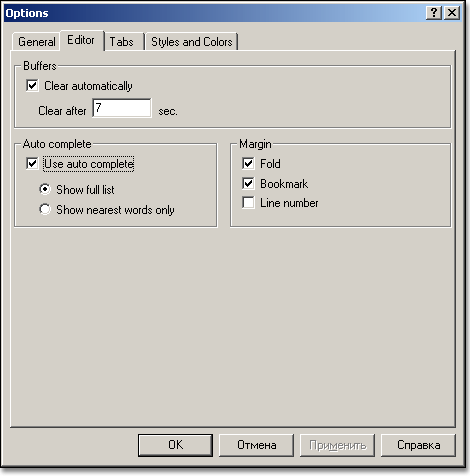 Options
General Editor Tabs Styles and Colors
Buffers
Clear automatically
Clear after 7 sec.
Auto complete
Use auto complete
Show full list
Show nearest words only
Margin
Fold
Bookmark
Line number
OK Отмена Применить Справка